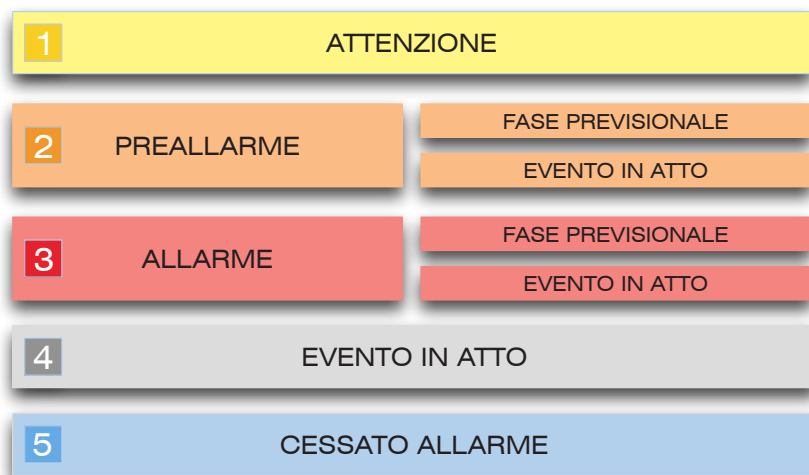 1 ATTENZIONE
2 PREALLARME
FASE PREVISIONALE
EVENTO IN ATTO
3 ALLARME
FASE PREVISIONALE
EVENTO IN ATTO
4 EVENTO IN ATTO
5 CESSATO ALLARME